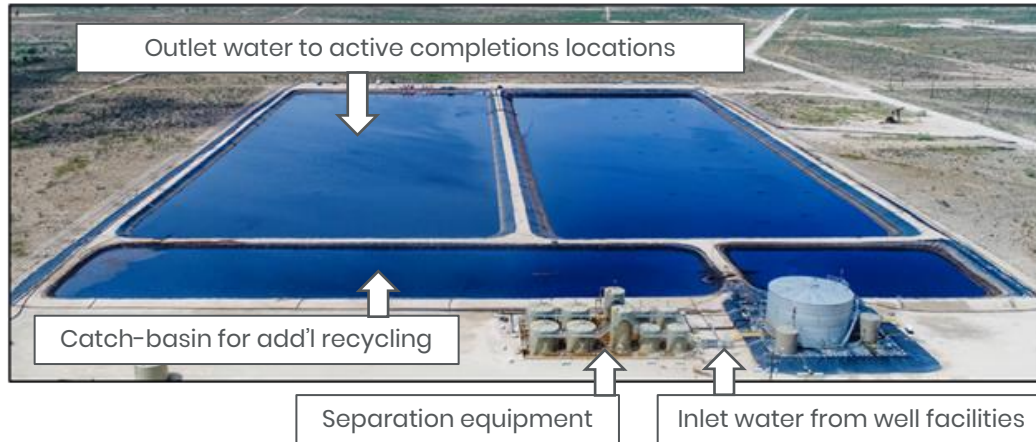 Outlet water to active completions locations
Catch-basin for add'l recycling
Separation equipment
Inlet water from well facilities